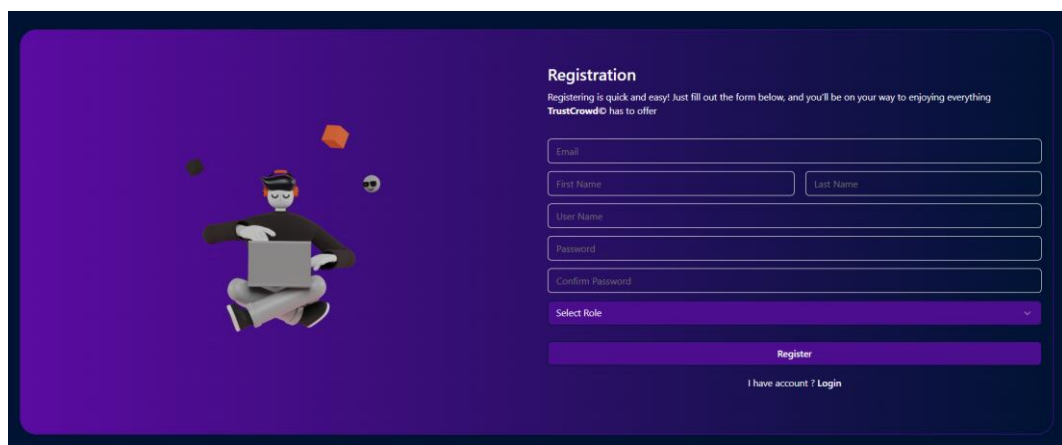 Registration
Registering is quick and easy! Just fill out the form below, and you'll be on your way to enjoying everything
TrustCrowd© has to offer
Email
First Name
Last Name
User Name
Password
Confirm Password
Select Role
Register
I have account ? Login